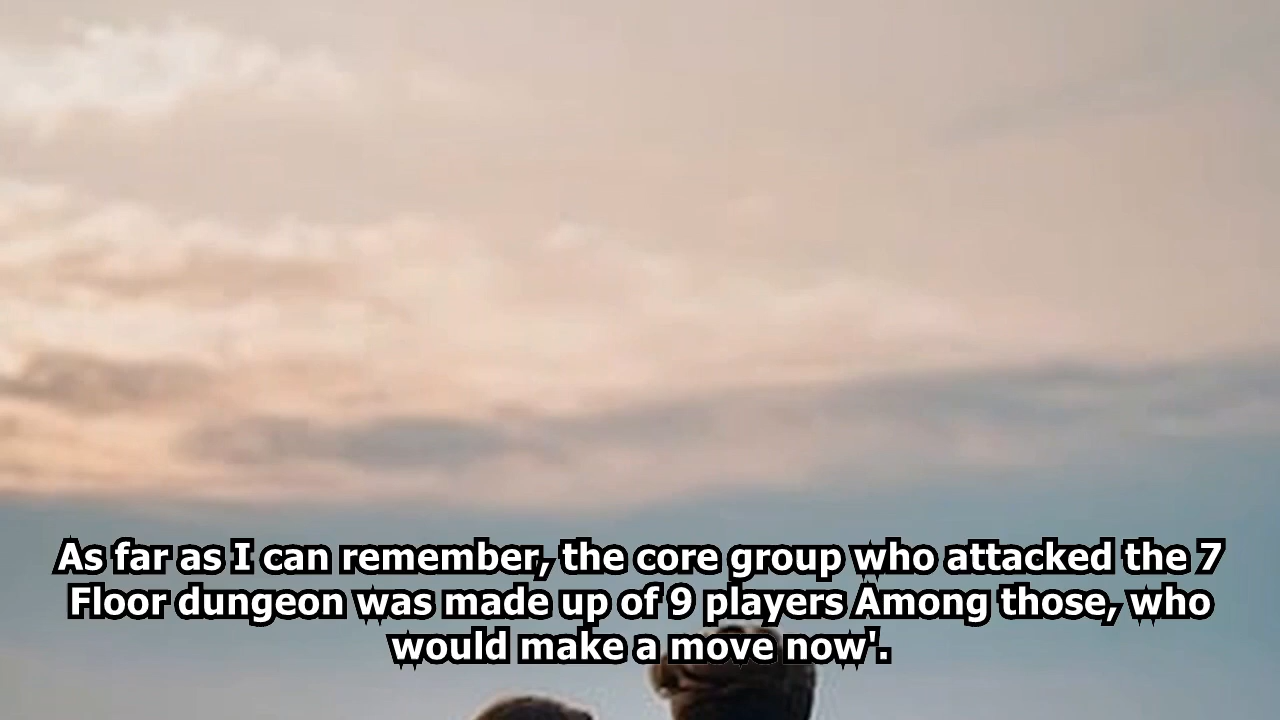 As far as I can remember, the core group who attacked the 7
Floor dungeon was made up of 9 players Among those, who
would make a move now'.